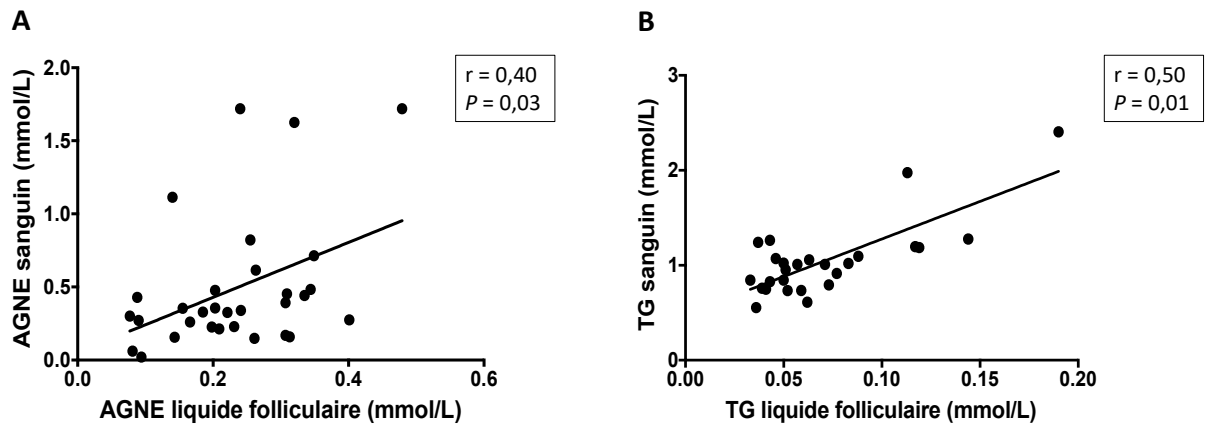 A
AGNE sanguin (mmol/L)
2.0
1.5
1.0
0.5
0.0
0.0 0.2 0.4 0.6
AGNE liquide folliculaire (mmol/L)
r = 0,40
P = 0,03
B
TG sanguin (mmol/L)
3
2
1
0
0.00 0.05 0.10 0.15 0.20
TG liquide folliculaire (mmol/L)
r = 0,50
P = 0,01